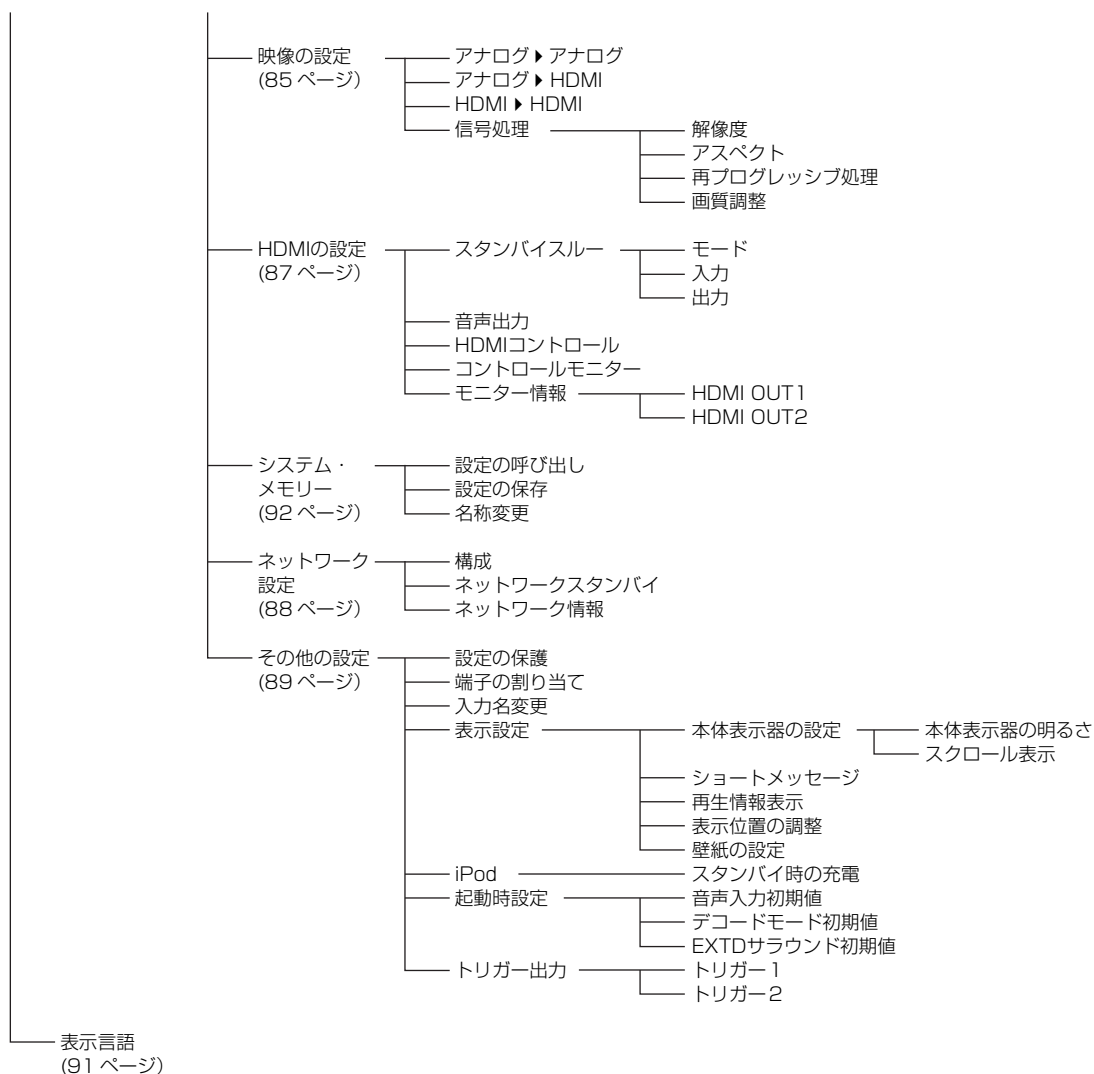 映像の設定
(85 ページ)
アナログ▶アナログ
アナログ▶HDMI
HDMI▶HDMI
信号処理
解像度
アスペクト
再プログレッシブ処理
画質調整
HDMIの設定
(87 ページ)
スタンバイスルー
モード
入力
出力
音声出力
HDMIコントロール
コントロールモニター
モニター情報
HDMI OUT1
HDMI OUT2
システム・
メモリー
(92 ページ)
設定の呼び出し
設定の保存
名称変更
ネットワーク
設定
(88 ページ)
構成
ネットワークスタンバイ
ネットワーク情報
その他の設定
(89 ページ)
設定の保護
端子の割り当て
入力名変更
表示設定
本体表示器の設定
本体表示器の明るさ
スクロール表示
ショートメッセージ
再生情報表示
表示位置の調整
壁紙の設定
iPod
スタンバイ時の充電
起動時設定
音声入力初期値
デコードモード初期値
EXTDサラウンド初期値
トリガー出力
トリガー1
トリガー2
表示言語
(91 ページ)